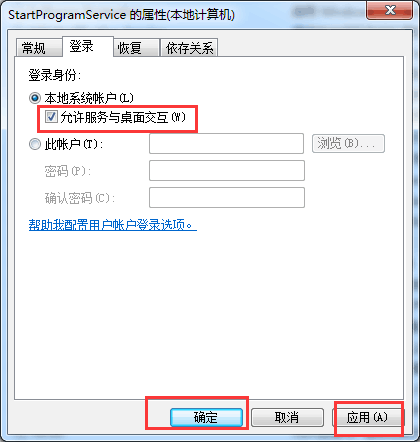 StartProgramService 的属性(本地计算机)
常规 登录 恢复 依存关系
登录身份:
本地系统帐户(L)
允许服务与桌面交互(W)
此帐户(T): 浏览(B)...
密码(P):
确认密码(C):
帮助我配置用户帐户登录选项。
确定 取消 应用(A)